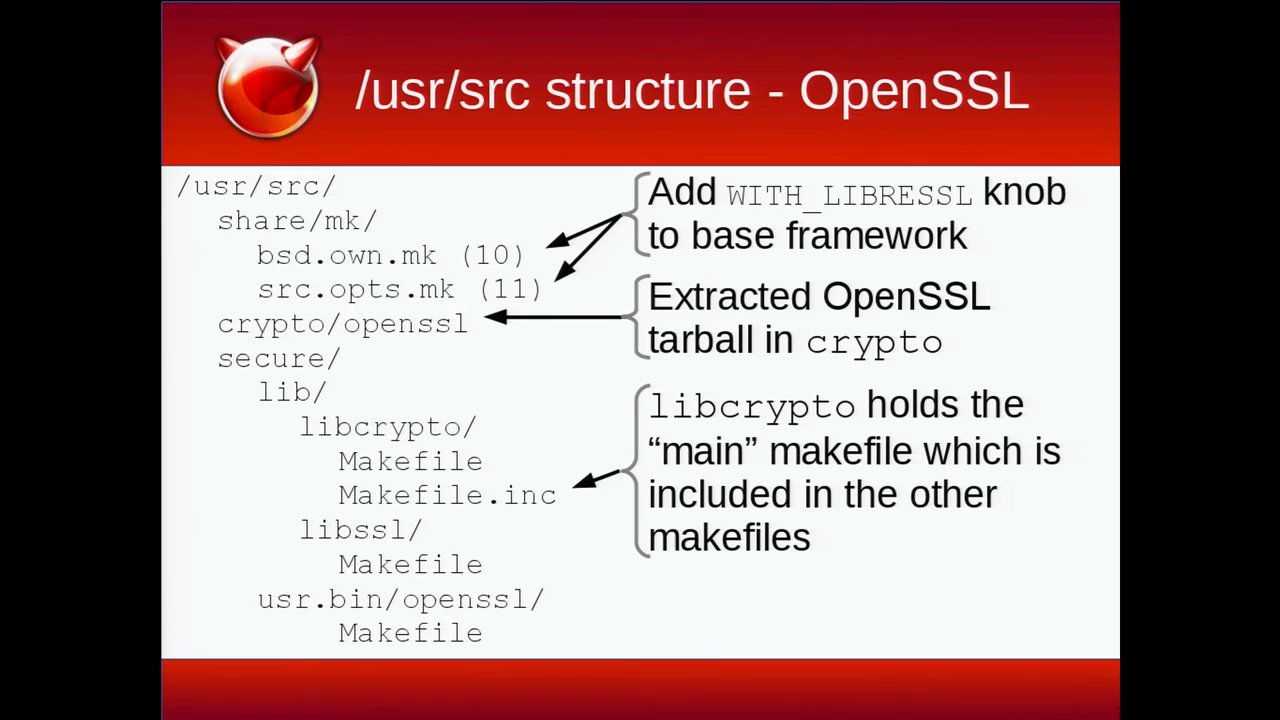 /usr/src structure - OpenSSL
/usr/src/
share/mk/
bsd.own.mk (10)
src.opts.mk (11)
crypto/openssl
secure/
lib/
libcrypto/
Makefile
Makefile.inc
libssl/
Makefile
usr.bin/openssl/
Makefile
Add WITH_LIBRESSL knob
to base framework
Extracted OpenSSL
tarball in crypto
libcrypto holds the
“main” makefile which is
included in the other
makefiles